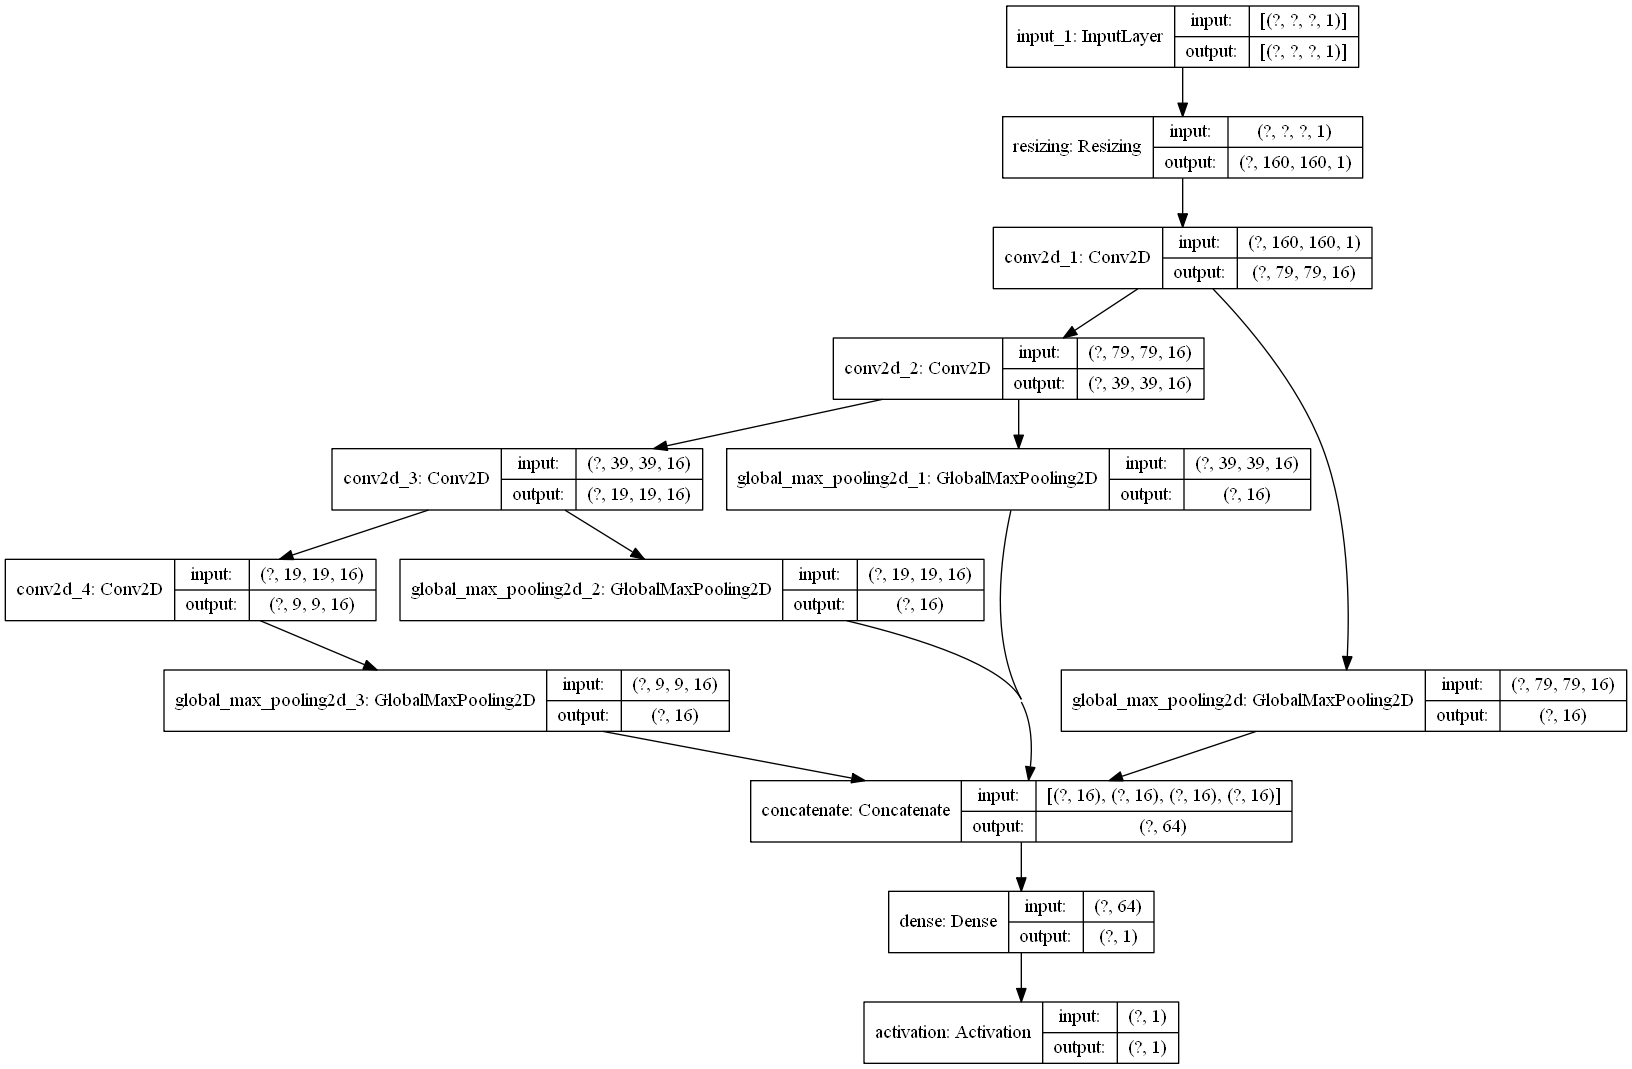 input_1: InputLayer
input: [(?, ?, ?, 1)]
output: [(?, ?, ?, 1)]
resizing: Resizing
input: (?, ?, ?, 1)
output: (?, 160, 160, 1)
conv2d_1: Conv2D
input: (?, 160, 160, 1)
output: (?, 79, 79, 16)
conv2d_2: Conv2D
input: (?, 79, 79, 16)
output: (?, 39, 39, 16)
conv2d_3: Conv2D
input: (?, 39, 39, 16)
output: (?, 19, 19, 16)
global_max_pooling2d_1: GlobalMaxPooling2D
input: (?, 39, 39, 16)
output: (?, 16)
conv2d_4: Conv2D
input: (?, 19, 19, 16)
output: (?, 9, 9, 16)
global_max_pooling2d_2: GlobalMaxPooling2D
input: (?, 19, 19, 16)
output: (?, 16)
global_max_pooling2d_3: GlobalMaxPooling2D
input: (?, 9, 9, 16)
output: (?, 16)
global_max_pooling2d: GlobalMaxPooling2D
input: (?, 79, 79, 16)
output: (?, 16)
concatenate: Concatenate
input: [(?, 16), (?, 16), (?, 16), (?, 16)]
output: (?, 64)
dense: Dense
input: (?, 64)
output: (?, 1)
activation: Activation
input: (?, 1)
output: (?, 1)